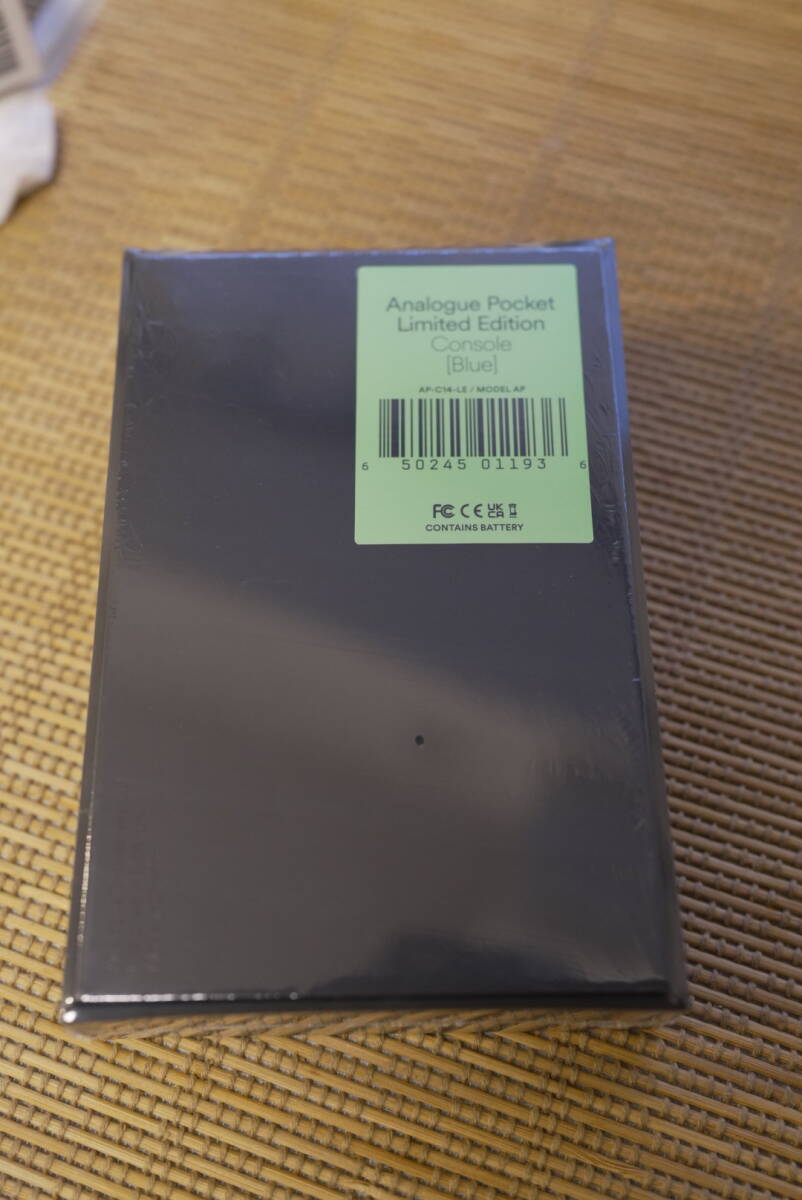 Analogue Pocket
Limited Edition
Console
[Blue]
AP-C14-LE / MODEL AP
6 50245 01193 6
FC CE UK CA
CONTAINS BATTERY